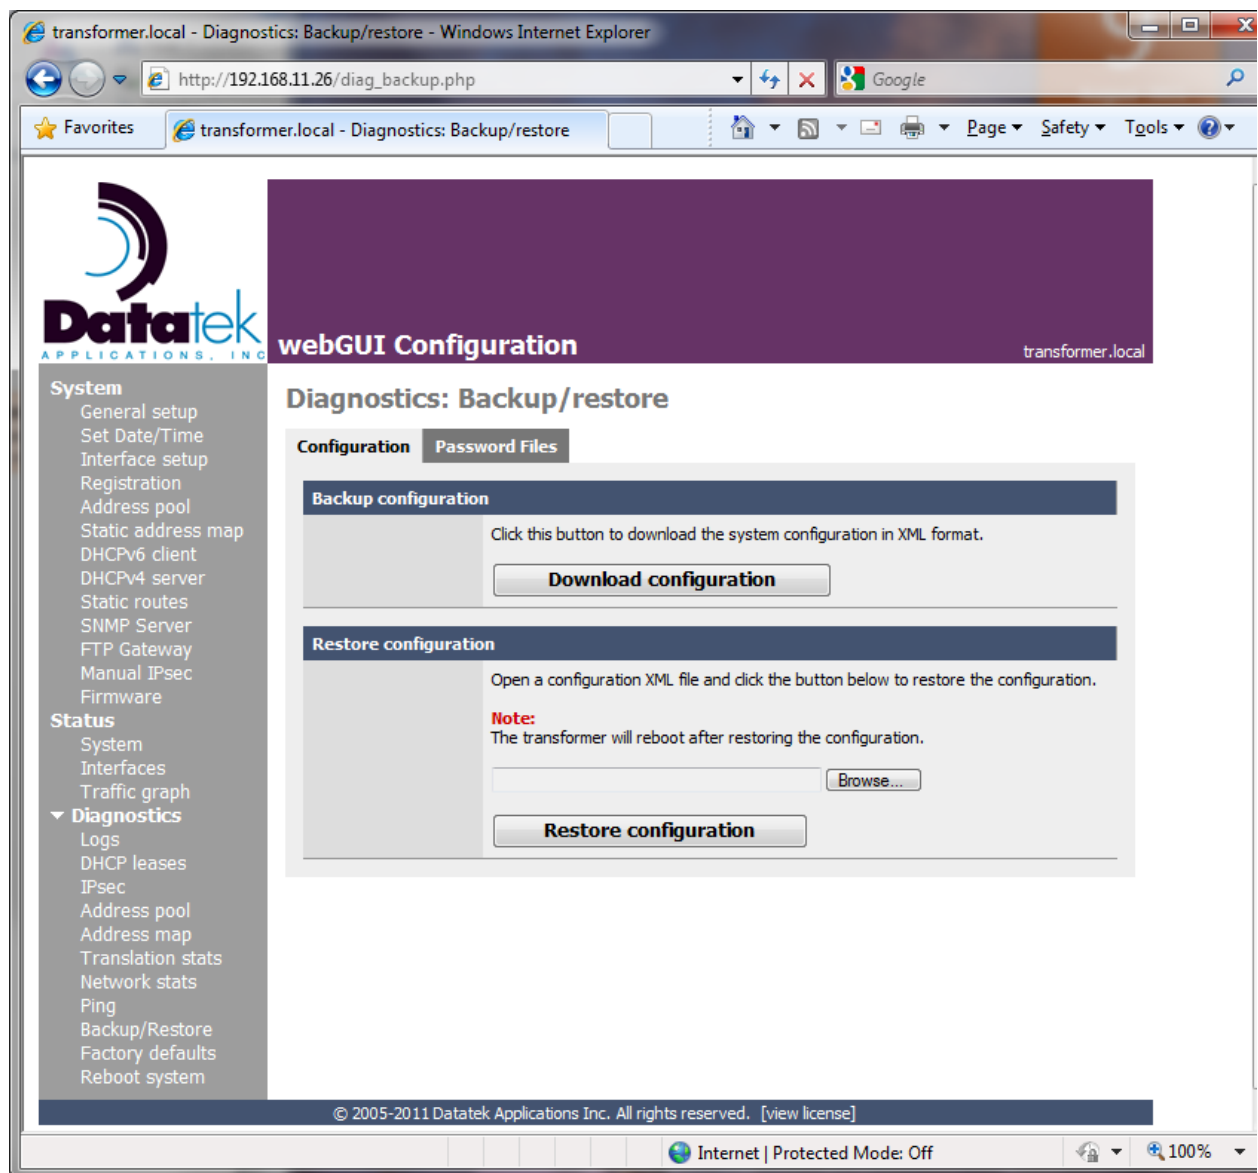 transformer.local - Diagnostics: Backup/restore - Windows Internet Explorer
http://192.168.11.26/diag_backup.php
Google
Favorites
transformer.local - Diagnostics: Backup/restore
Page
Safety
Tools
Datatek
APPLICATIONS, INC
webGUI Configuration
transformer.local
System
General setup
Set Date/Time
Interface setup
Registration
Address pool
Static address map
DHCPv6 client
DHCPv4 server
Static routes
SNMP Server
FTP Gateway
Manual IPsec
Firmware
Status
System
Interfaces
Traffic graph
Diagnostics
Logs
DHCP leases
IPsec
Address pool
Address map
Translation stats
Network stats
Ping
Backup/Restore
Factory defaults
Reboot system
Diagnostics: Backup/restore
Configuration
Password Files
Backup configuration
Click this button to download the system configuration in XML format.
Download configuration
Restore configuration
Open a configuration XML file and click the button below to restore the configuration.
Note:
The transformer will reboot after restoring the configuration.
Browse...
Restore configuration
© 2005-2011 Datatek Applications Inc. All rights reserved. [view license]
Internet | Protected Mode: Off
100%